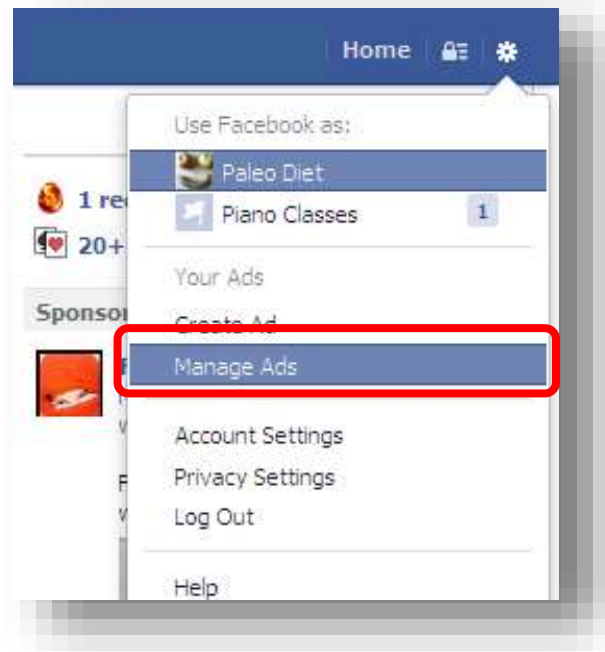 Home
Use Facebook as:
Paleo Diet
1 re
Piano Classes 1
20+
Your Ads
Sponsor
Create Ad
Manage Ads
Account Settings
Privacy Settings
Log Out
Help